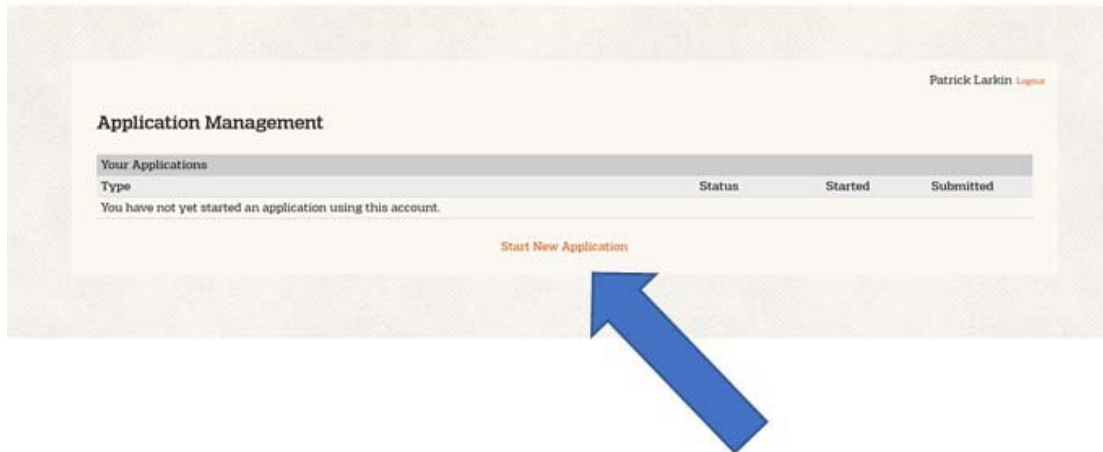 Patrick Larkin Logout
Application Management
Your Applications
Type Status Started Submitted
You have not yet started an application using this account.
Start New Application